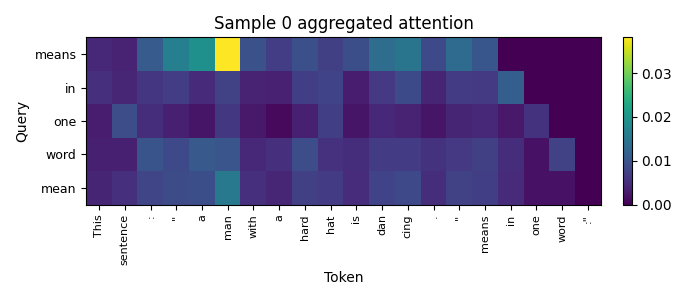 Sample 0 aggregated attention
Query
means
in
one
word
mean
0.03
0.02
0.01
0.00
This sentence : " a man with a hard hat is dan cing . " means in one word :"
Token